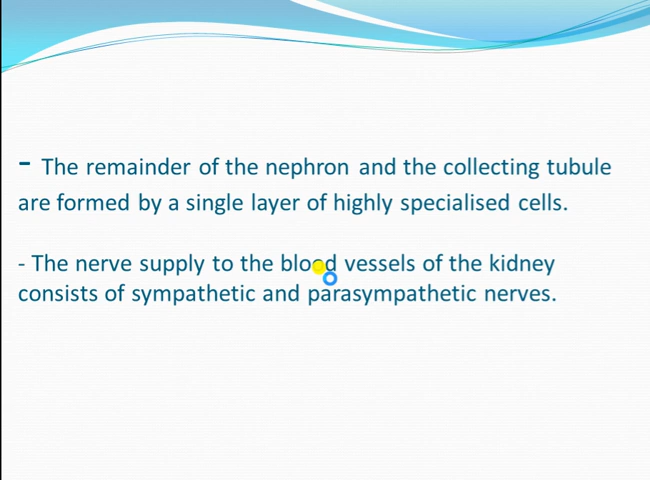 - The remainder of the nephron and the collecting tubule
are formed by a single layer of highly specialised cells.
- The nerve supply to the blood vessels of the kidney
consists of sympathetic and parasympathetic nerves.